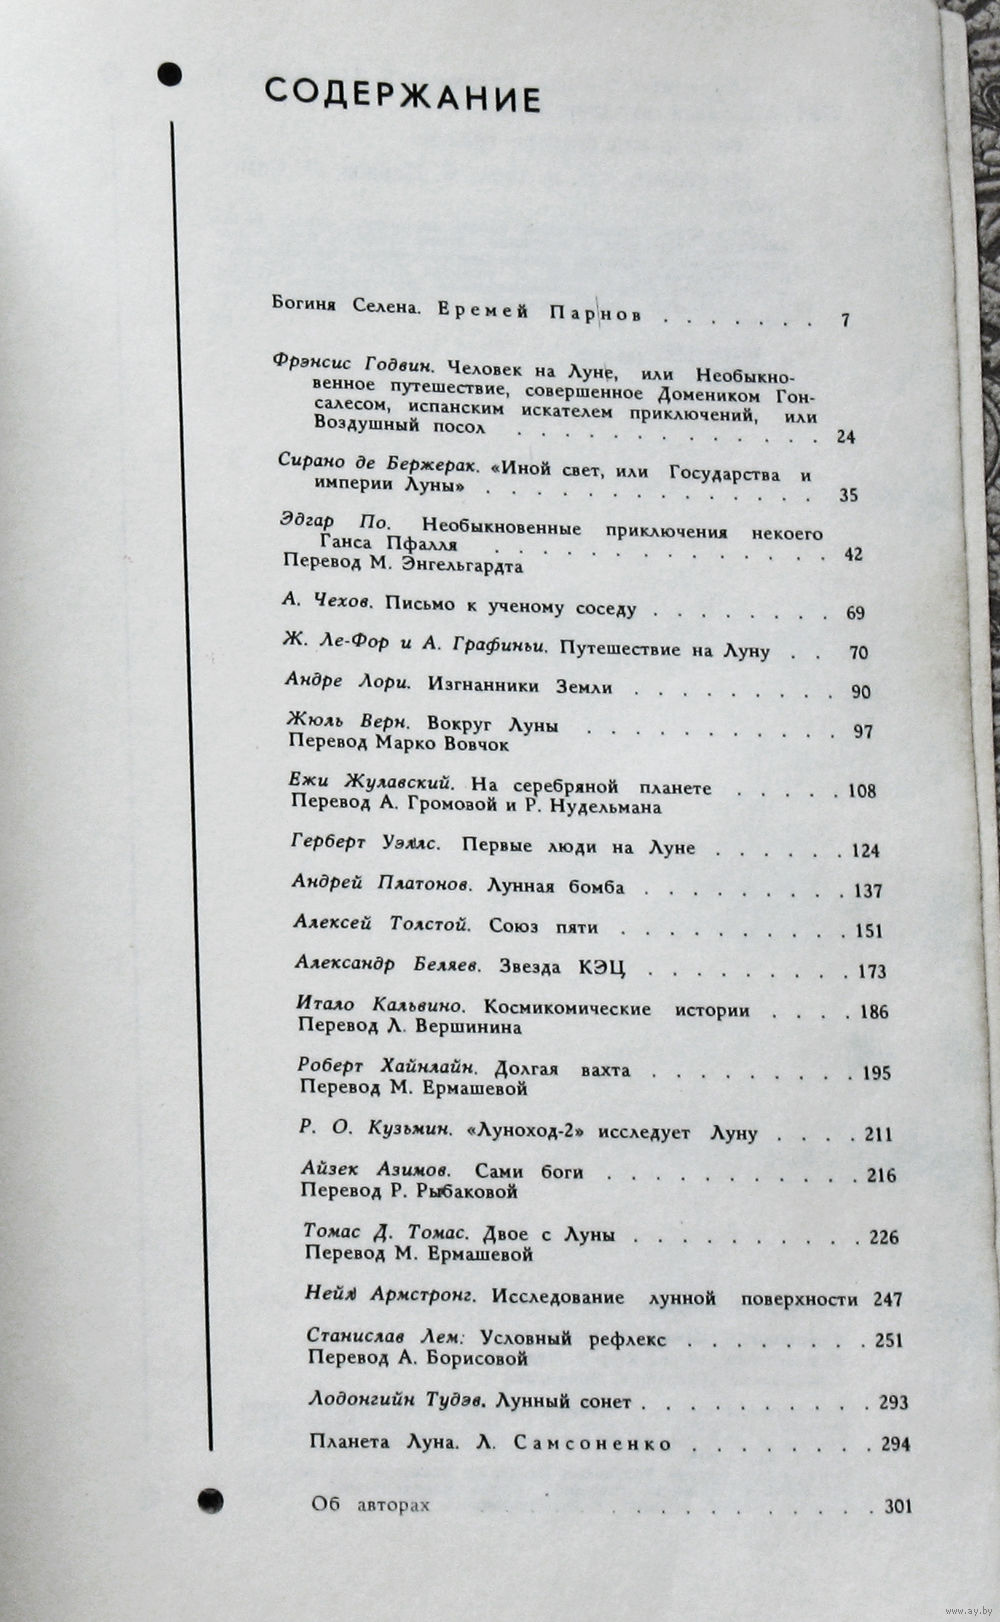 СОДЕРЖАНИЕ
Богиня Селена. Еремей Парнов . . . . . . . 7
Фрэнсис Годвин. Человек на Луне, или Необыкно-
венное путешествие, совершенное Домеником Гон-
салесом, испанским искателем приключений, или
Воздушный посол . . . . . . . . . . . . . 24
Сирано де Бержерак. «Иной свет, или Государства и
империи Луны» . . . . . . . . . . . . . . 35
Эдгар По. Необыкновенные приключения некоего
Ганса Пфалля . . . . . . . . . . . . . . 42
Перевод М. Энгельгардта
А. Чехов. Письмо к ученому соседу . . . . . . . . 69
Ж. Ле-Фор и А. Графиньи. Путешествие на Луну . . 70
Андре Лори. Изгнанники Земли . . . . . . . . . 90
Жюль Верн. Вокруг Луны . . . . . . . . . . . 97
Перевод Марко Вовчок
Ежи Жулавский. На серебряной планете . . . . . 108
Перевод А. Громовой и Р. Нудельмана
Герберт Уэллс. Первые люди на Луне . . . . . . 124
Андрей Платонов. Лунная бомба . . . . . . . . . 137
Алексей Толстой. Союз пяти . . . . . . . . . . 151
Александр Беляев. Звезда КЭЦ . . . . . . . . . 173
Итало Кальвино. Космикомические истории . . . . 186
Перевод Л. Вершинина
Роберт Хайнлайн. Долгая вахта . . . . . . . . . 195
Перевод М. Ермашевой
Р. О. Кузьмин. «Луноход-2» исследует Луну . . . . 211
Айзек Азимов. Сами боги . . . . . . . . . . . 216
Перевод Р. Рыбаковой
Томас Д. Томас. Двое с Луны . . . . . . . . . . 226
Перевод М. Ермашевой
Нейл Армстронг. Исследование лунной поверхности 247
Станислав Лем: Условный рефлекс . . . . . . . . 251
Перевод А. Борисовой
Лодонгийн Тудэв. Лунный сонет . . . . . . . . . . 293
Планета Луна. Л. Самсоненко . . . . . . . . 294
Об авторах . . . . . . . . . . . . . . 301
www.ay.by